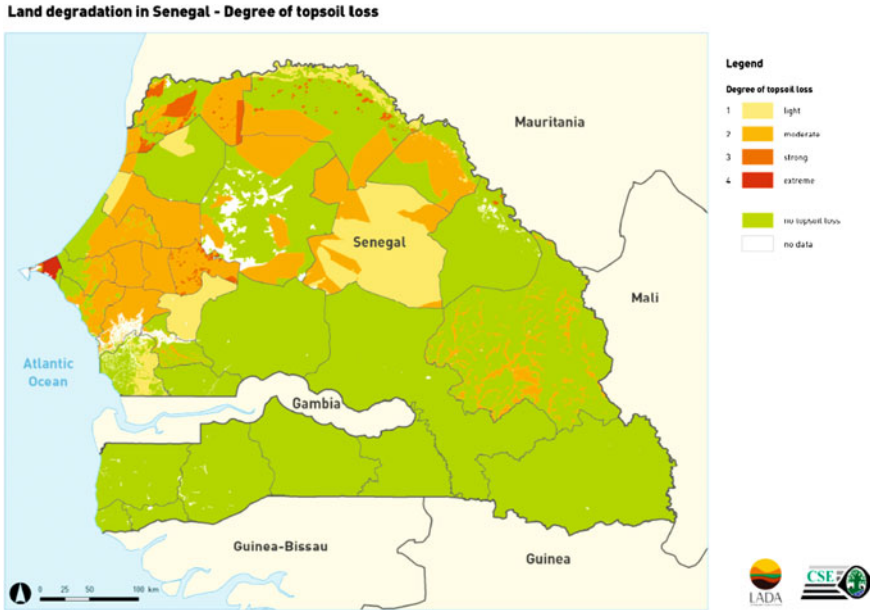 Land degradation in Senegal - Degree of topsoil loss
Legend
Degree of topsoil loss
1 light
2 moderate
3 strong
4 extreme
no topsoil loss
no data
Mauritania
Senegal
Mali
Atlantic
Ocean
Gambia
Guinea-Bissau
Guinea
0 25 50 100 km
LADA
CSE